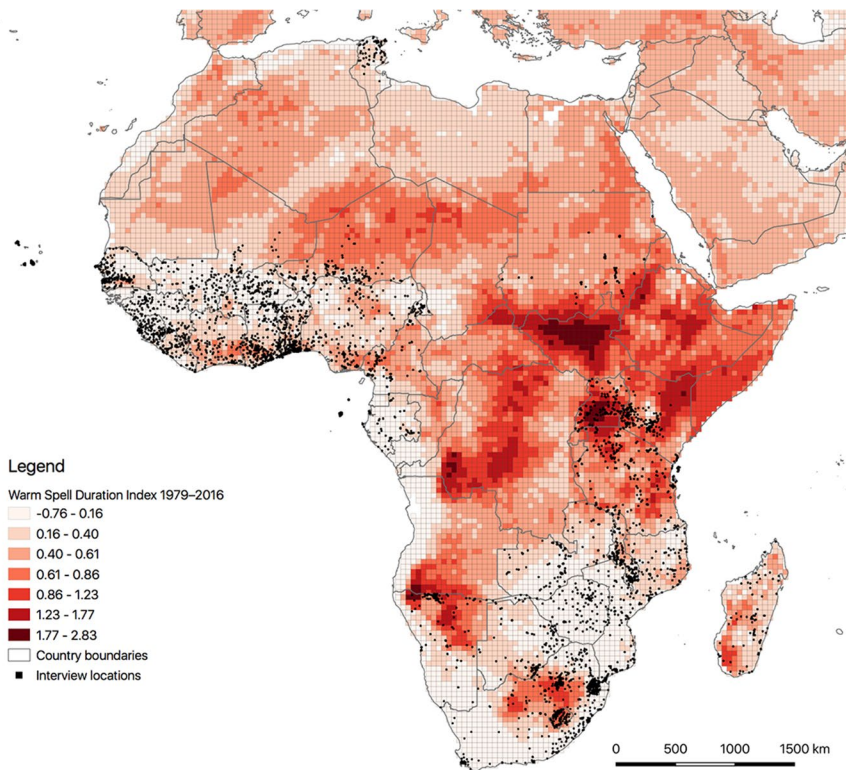 Legend
Warm Spell Duration Index 1979–2016
-0.76 - 0.16
0.16 - 0.40
0.40 - 0.61
0.61 - 0.86
0.86 - 1.23
1.23 - 1.77
1.77 - 2.83
Country boundaries
Interview locations
0 500 1000 1500 km